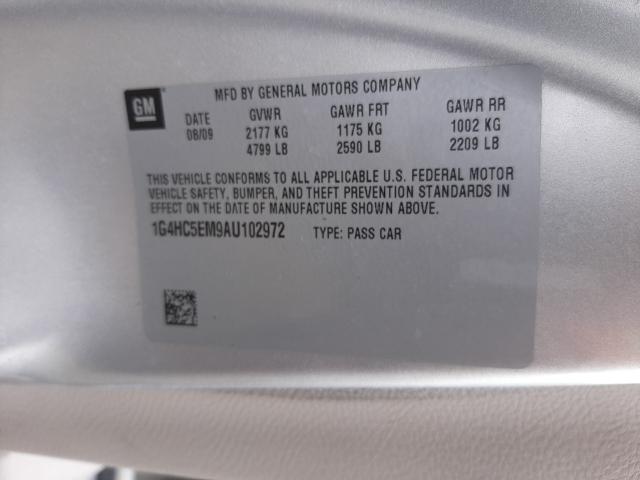 MFD BY GENERAL MOTORS COMPANY
GM
DATE GVWR GAWR FRT GAWR RR
08/09 2177 KG 1175 KG 1002 KG
4799 LB 2590 LB 2209 LB
THIS VEHICLE CONFORMS TO ALL APPLICABLE U.S. FEDERAL MOTOR
VEHICLE SAFETY, BUMPER, AND THEFT PREVENTION STANDARDS IN
EFFECT ON THE DATE OF MANUFACTURE SHOWN ABOVE.
1G4HC5EM9AU102972 TYPE: PASS CAR